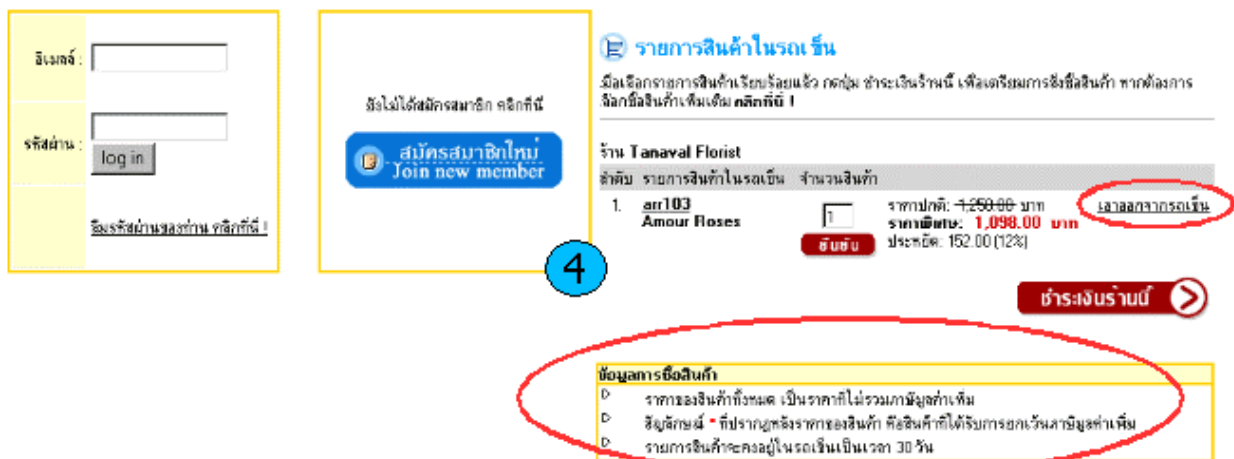 อีเมลล์ :
รหัสผ่าน :
log in
ลืมรหัสผ่านของท่าน คลิกที่นี่ !
ยังไม่ได้สมัครสมาชิก คลิกที่นี่
สมัครสมาชิกใหม่
Join new member
4
รายการสินค้าในรถเข็น
เมื่อเลือกรายการสินค้าเรียบร้อยแล้ว กดปุ่ม ชำระเงินร้านนี้ เพื่อเตรียมการสั่งซื้อสินค้า หากต้องการ
เลือกซื้อสินค้าเพิ่มเติม คลิกที่นี่ !
ร้าน Tanaval Florist
ลำดับ รายการสินค้าในรถเข็น จำนวนสินค้า
1. arr103 1 ราคาปกติ: 1,250.00 บาท เอาออกจากรถเข็น
Amour Roses ราคาพิเศษ: 1,098.00 บาท
ยืนยัน ประหยัด: 152.00 (12%)
ชำระเงินร้านนี้
ข้อมูลการซื้อสินค้า
ราคาของสินค้าทั้งหมด เป็นราคาที่ไม่รวมภาษีมูลค่าเพิ่ม
สัญลักษณ์ * ที่ปรากฏหลังราคาของสินค้า คือสินค้าที่ได้รับการยกเว้นภาษีมูลค่าเพิ่ม
รายการสินค้าจะคงอยู่ในรถเข็นเป็นเวลา 30 วัน